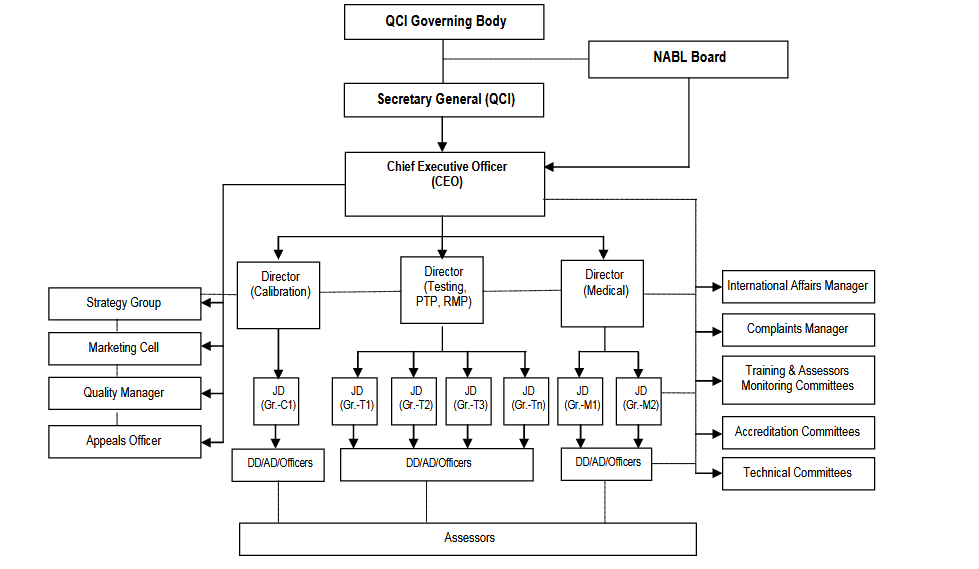 QCI Governing Body
NABL Board
Secretary General (QCI)
Chief Executive Officer
(CEO)
Director
(Calibration)
Director
(Testing,
PTP, RMP)
Director
(Medical)
Strategy Group
Marketing Cell
Quality Manager
Appeals Officer
International Affairs Manager
Complaints Manager
Training & Assessors
Monitoring Committees
Accreditation Committees
Technical Committees
JD
(Gr.-C1)
JD
(Gr.-T1)
JD
(Gr.-T2)
JD
(Gr.-T3)
JD
(Gr.-Tn)
JD
(Gr.-M1)
JD
(Gr.-M2)
DD/AD/Officers
DD/AD/Officers
DD/AD/Officers
Assessors